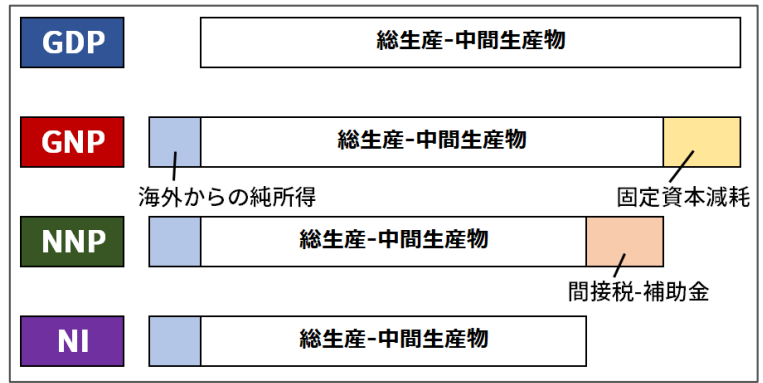 GDP
総生産-中間生産物
GNP
総生産-中間生産物
海外からの純所得
固定資本減耗
NNP
総生産-中間生産物
間接税-補助金
NI
総生産-中間生産物